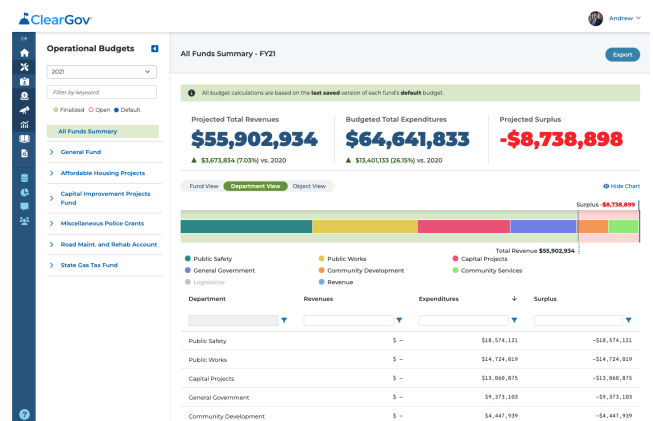 ClearGov
Andrew
Operational Budgets
2021
Filter by keyword
Finalized Open Default
All Funds Summary
General Fund
Affordable Housing Projects
Capital Improvement Projects
Fund
Miscellaneous Police Grants
Road Maint. and Rehab Account
State Gas Tax Fund
All Funds Summary - FY21
Export
All budget calculations are based on the last saved version of each fund's default budget.
Projected Total Revenues
$55,902,934
▲ $3,673,834 (7.03%) vs. 2020
Budgeted Total Expenditures
$64,641,833
▲ $13,401,133 (26.15%) vs. 2020
Projected Surplus
-$8,738,898
Fund View Department View Object View
Hide Chart
Surplus -$8,738,899
Total Revenue $55,902,934
Public Safety Public Works Capital Projects
General Government Community Development Community Services
Legislative Revenue
Department Revenues Expenditures ↓ Surplus
Public Safety $ – $18,574,121 -$18,574,121
Public Works $ – $14,724,019 -$14,724,019
Capital Projects $ – $13,060,875 -$13,060,875
General Government $ – $9,373,103 -$9,373,103
Community Development $ – $4,447,939 -$4,447,939
?